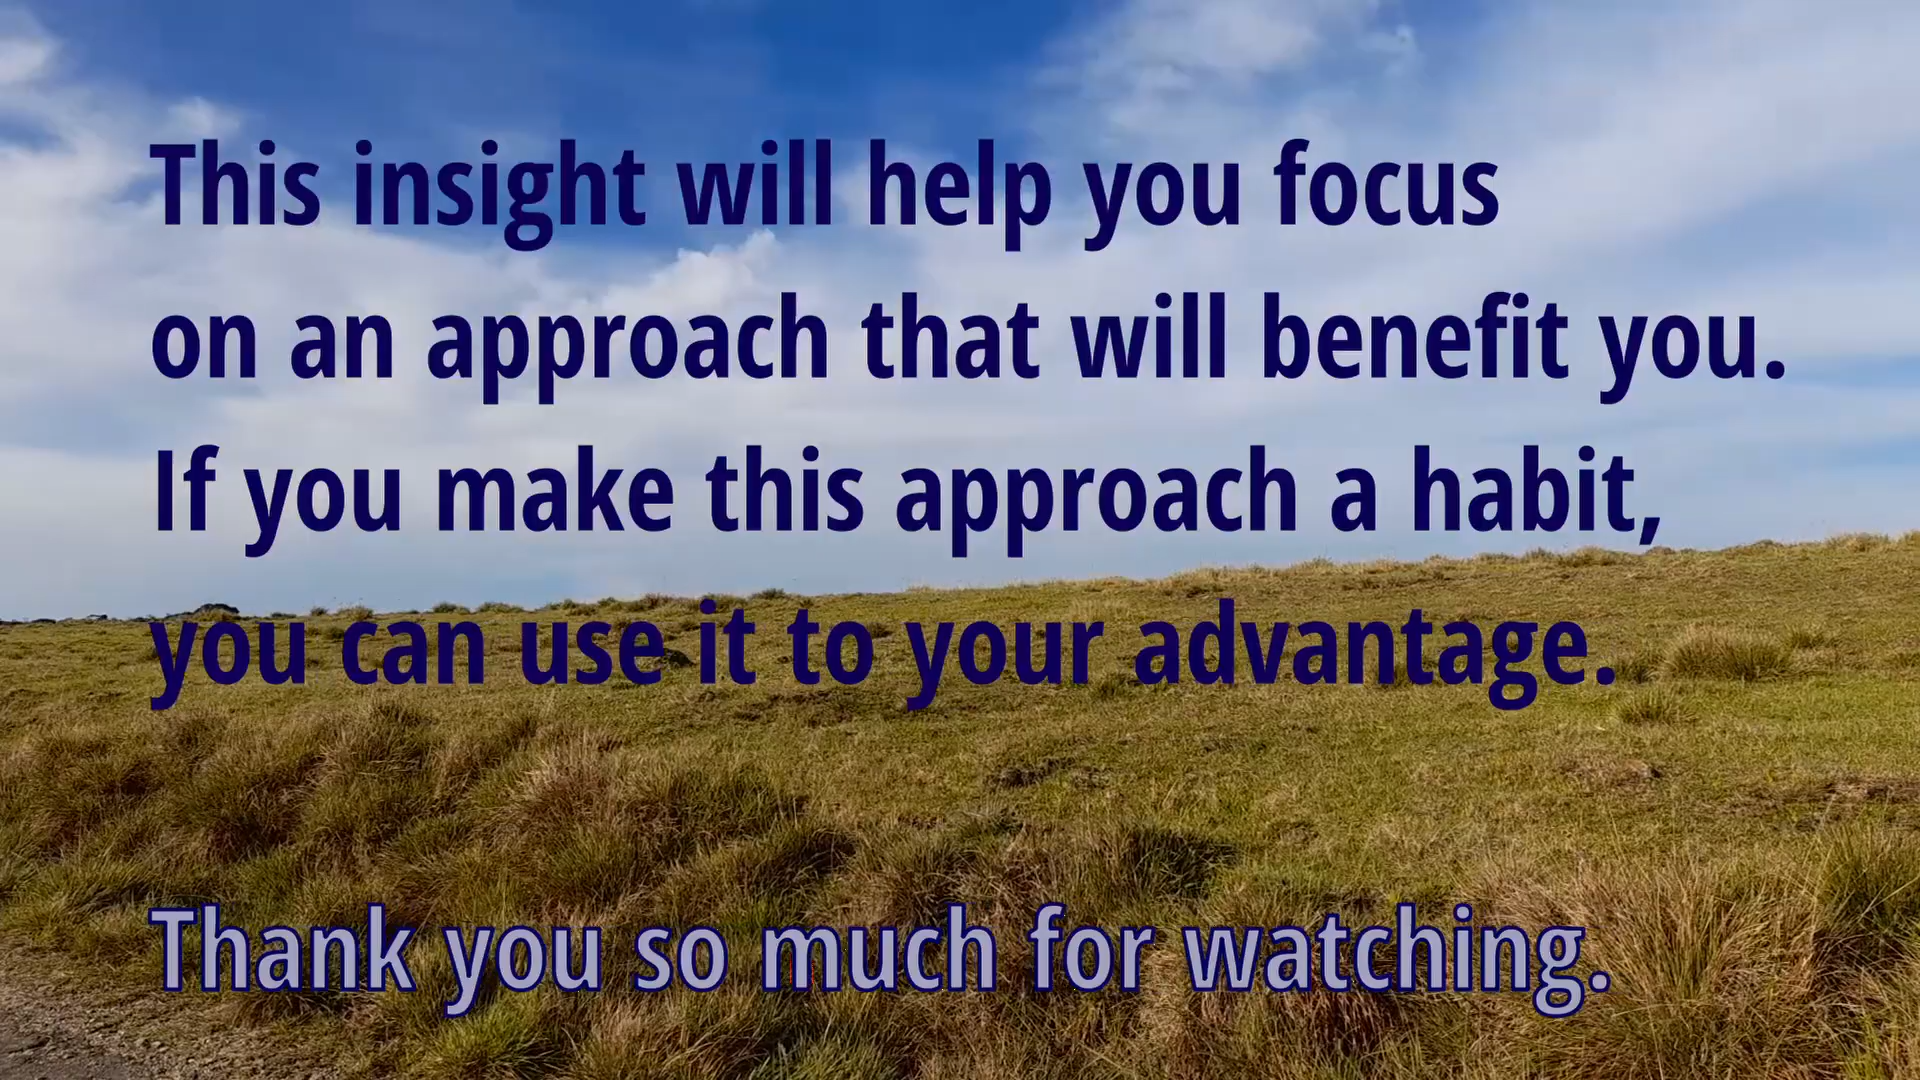 This insight will help you focus
on an approach that will benefit you.
If you make this approach a habit,
you can use it to your advantage.
Thank you so much for watching.